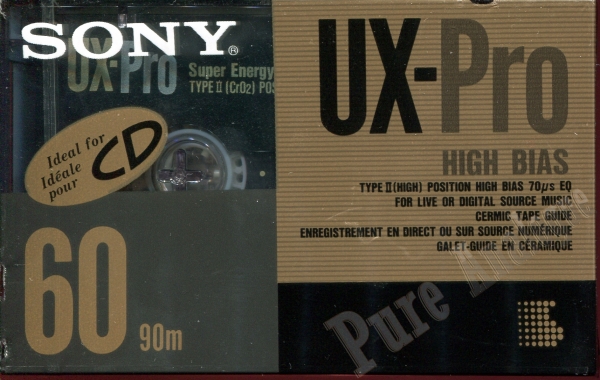 SONY®
UX-Pro
Super Energy
TYPE II (CrO2) POS
Ideal for
Idéale
pour
CD
60 90m
UX-Pro
HIGH BIAS
TYPE II (HIGH) POSITION HIGH BIAS 70µs EQ
FOR LIVE OR DIGITAL SOURCE MUSIC
CERMIC TAPE GUIDE
ENREGISTREMENT EN DIRECT OU SUR SOURCE NUMÉRIQUE
GALET-GUIDE EN CÉRAMIQUE
Pure